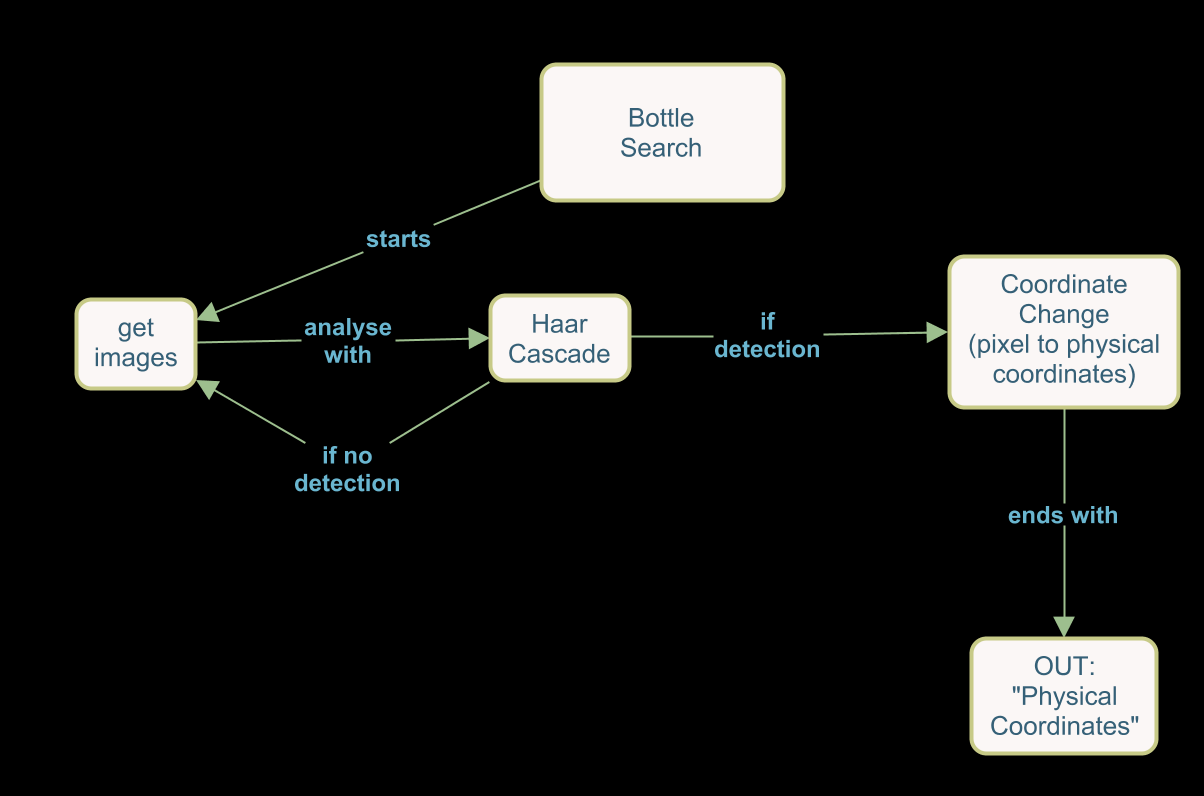 Bottle
Search
starts
get
images
analyse
with
Haar
Cascade
if
detection
Coordinate
Change
(pixel to physical
coordinates)
if no
detection
ends with
OUT:
"Physical
Coordinates"